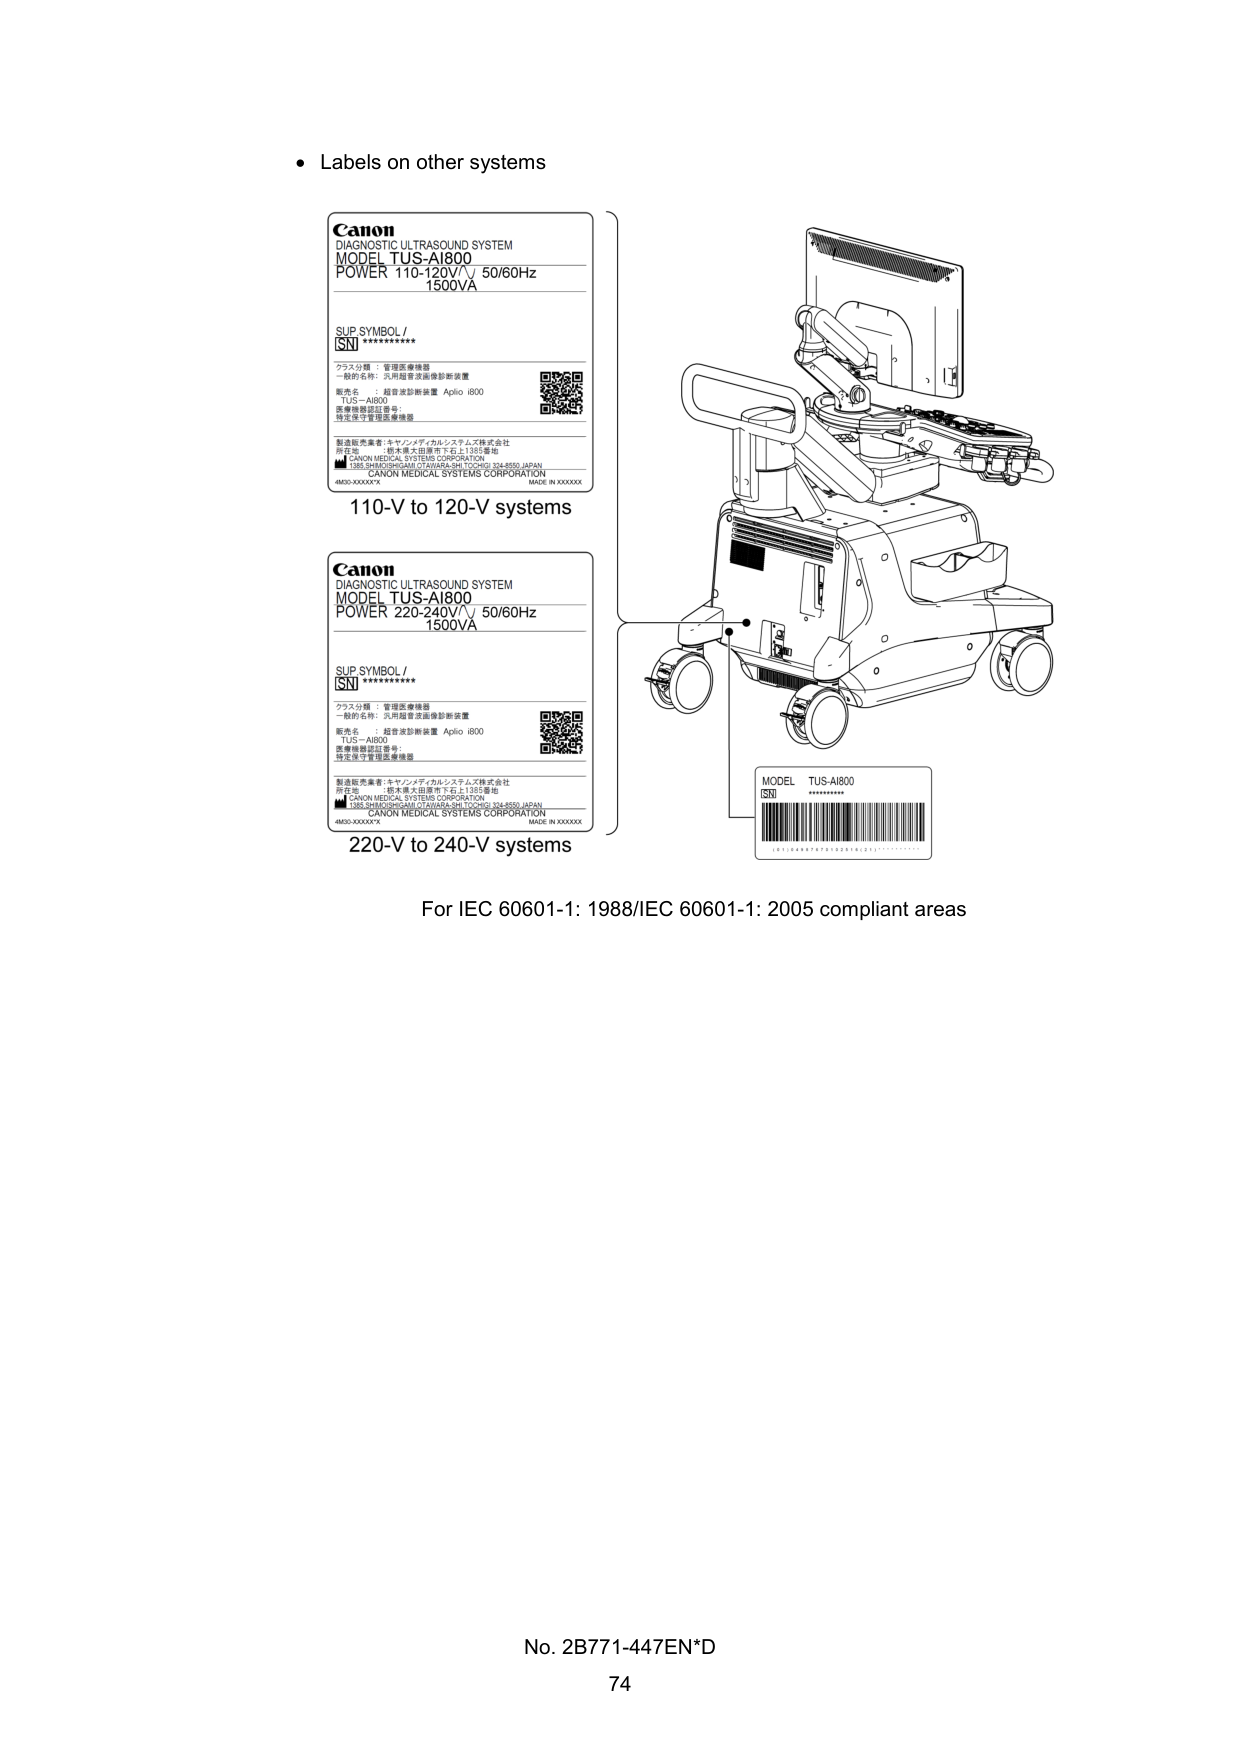 • Labels on other systems
Canon
DIAGNOSTIC ULTRASOUND SYSTEM
MODEL TUS-AI800
POWER 110-120V 50/60Hz
1500VA
SUP.SYMBOL /
SN **********
クラス分類 : 管理医療機器
一般的名称: 汎用超音波画像診断装置
販売名 : 超音波診断装置 Aplio i800
TUS－AI800
医療機器認証番号:
特定保守管理医療機器
製造販売業者:キヤノンメディカルシステムズ株式会社
所在地 :栃木県大田原市下石上1385番地
CANON MEDICAL SYSTEMS CORPORATION
1385,SHIMOISHIGAMI,OTAWARA-SHI,TOCHIGI 324-8550,JAPAN
CANON MEDICAL SYSTEMS CORPORATION
4M30-XXXXX*X MADE IN XXXXXX
110-V to 120-V systems
Canon
DIAGNOSTIC ULTRASOUND SYSTEM
MODEL TUS-AI800
POWER 220-240V 50/60Hz
1500VA
SUP.SYMBOL /
SN **********
クラス分類 : 管理医療機器
一般的名称: 汎用超音波画像診断装置
販売名 : 超音波診断装置 Aplio i800
TUS－AI800
医療機器認証番号:
特定保守管理医療機器
製造販売業者:キヤノンメディカルシステムズ株式会社
所在地 :栃木県大田原市下石上1385番地
CANON MEDICAL SYSTEMS CORPORATION
1385,SHIMOISHIGAMI,OTAWARA-SHI,TOCHIGI 324-8550,JAPAN
CANON MEDICAL SYSTEMS CORPORATION
4M30-XXXXX*X MADE IN XXXXXX
220-V to 240-V systems
MODEL TUS-AI800
SN **********
For IEC 60601-1: 1988/IEC 60601-1: 2005 compliant areas
No. 2B771-447EN*D
74